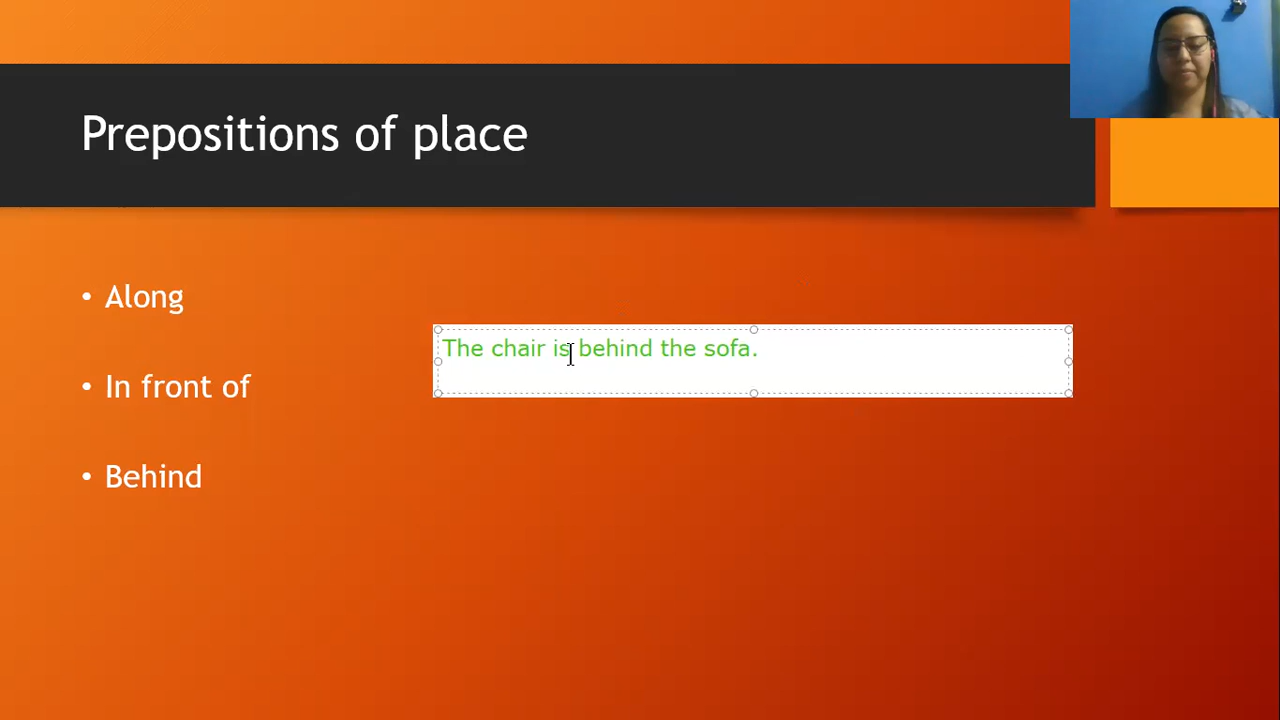 Prepositions of place
• Along
• In front of
• Behind
The chair is behind the sofa.